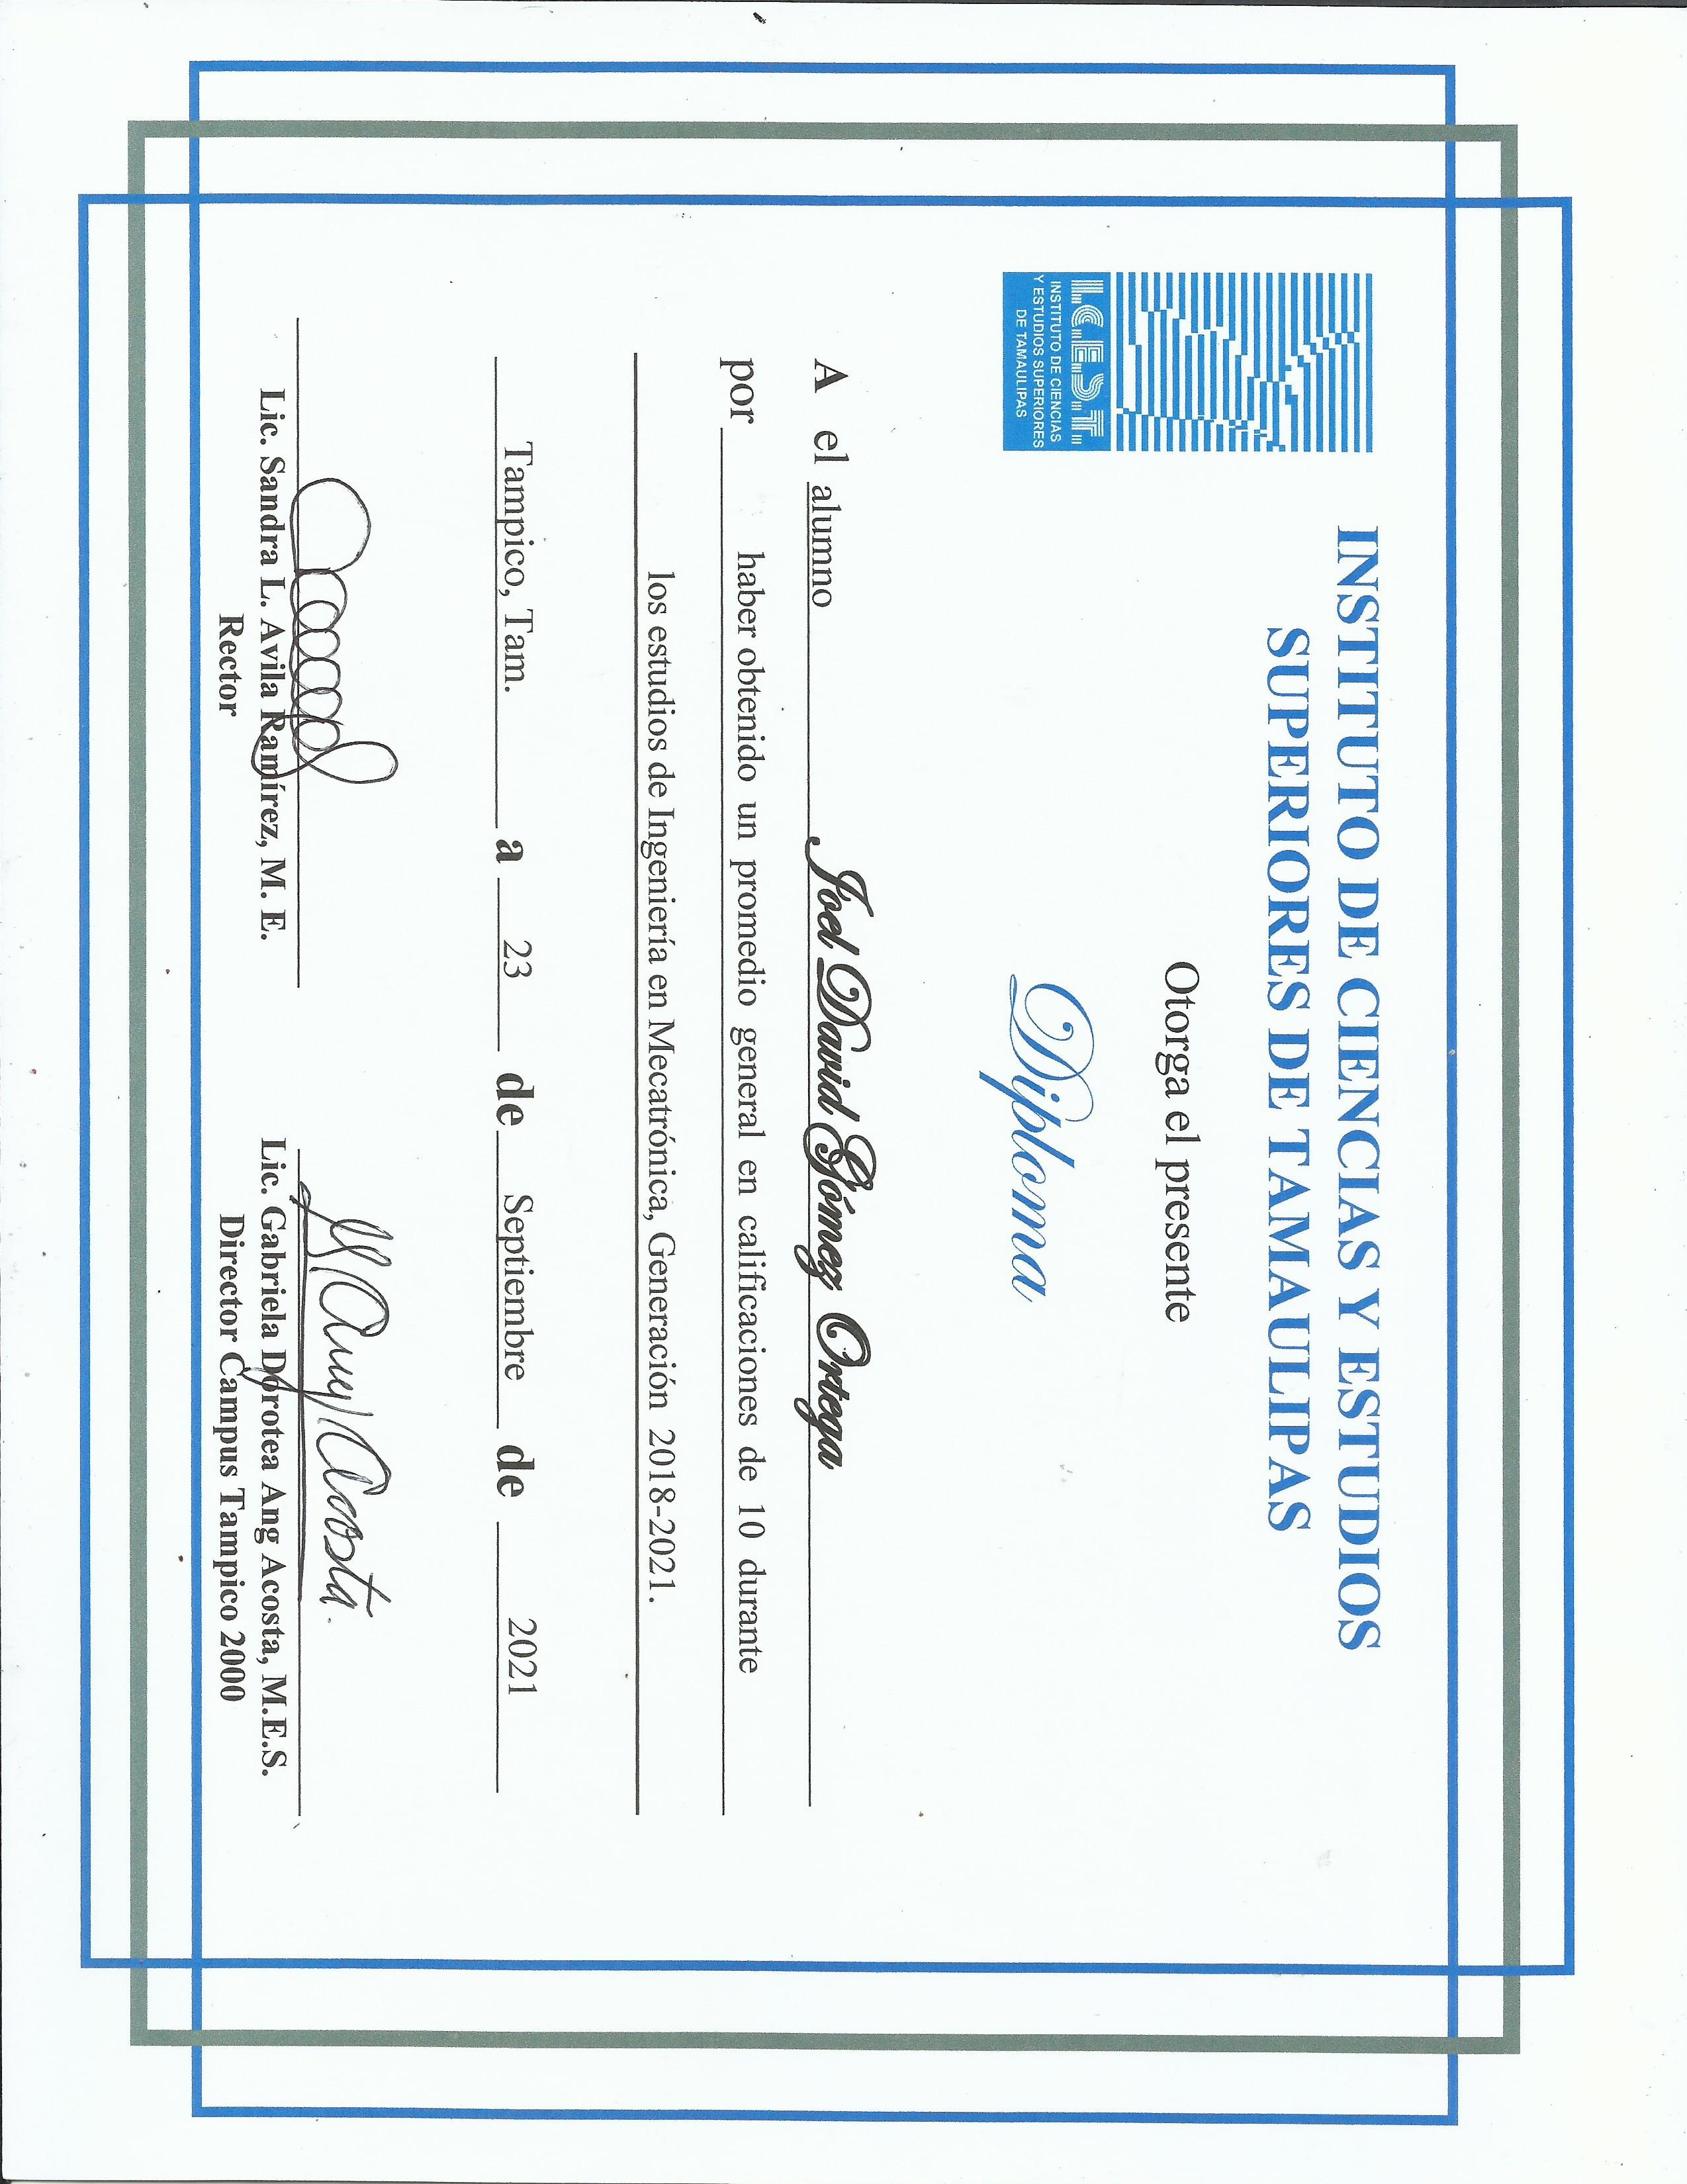 I.C.E.S.T.
INSTITUTO DE CIENCIAS
Y ESTUDIOS SUPERIORES
DE TAMAULIPAS
INSTITUTO DE CIENCIAS Y ESTUDIOS
SUPERIORES DE TAMAULIPAS
Otorga el presente
Diploma
A el alumno Joel David Gómez Ortega
por haber obtenido un promedio general en calificaciones de 10 durante
los estudios de Ingeniería en Mecatrónica, Generación 2018-2021.
Tampico, Tam. a 23 de Septiembre de 2021
Lic. Sandra L. Avila Ramírez, M. E.
Rector
Lic. Gabriela Dorotea Ang Acosta, M.E.S.
Director Campus Tampico 2000